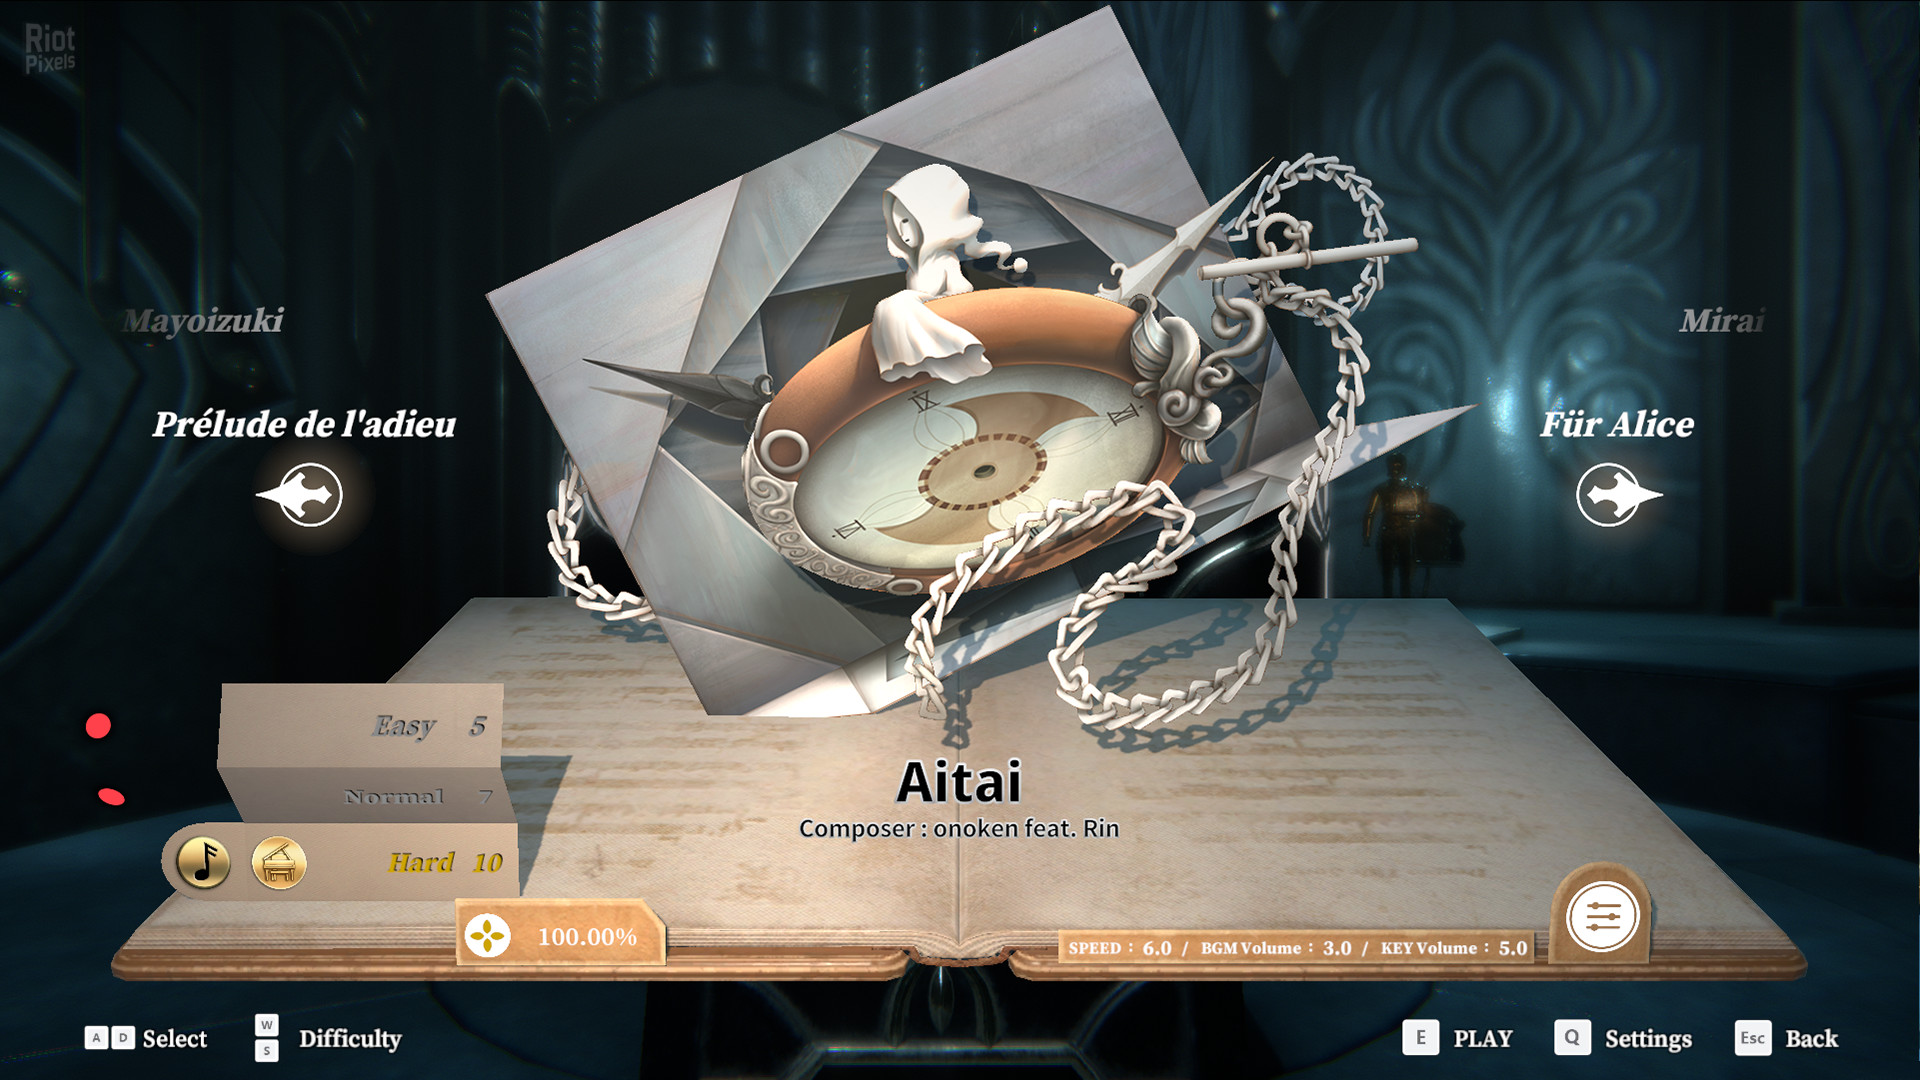 Riot
Pixels
Mayoizuki
Mirai
Prélude de l'adieu
Für Alice
Easy 5
Normal 7
Hard 10
Aitai
Composer : onoken feat. Rin
100.00%
SPEED : 6.0 / BGM Volume : 3.0 / KEY Volume : 5.0
A D Select
W
S
Difficulty
E PLAY
Q Settings
Esc Back